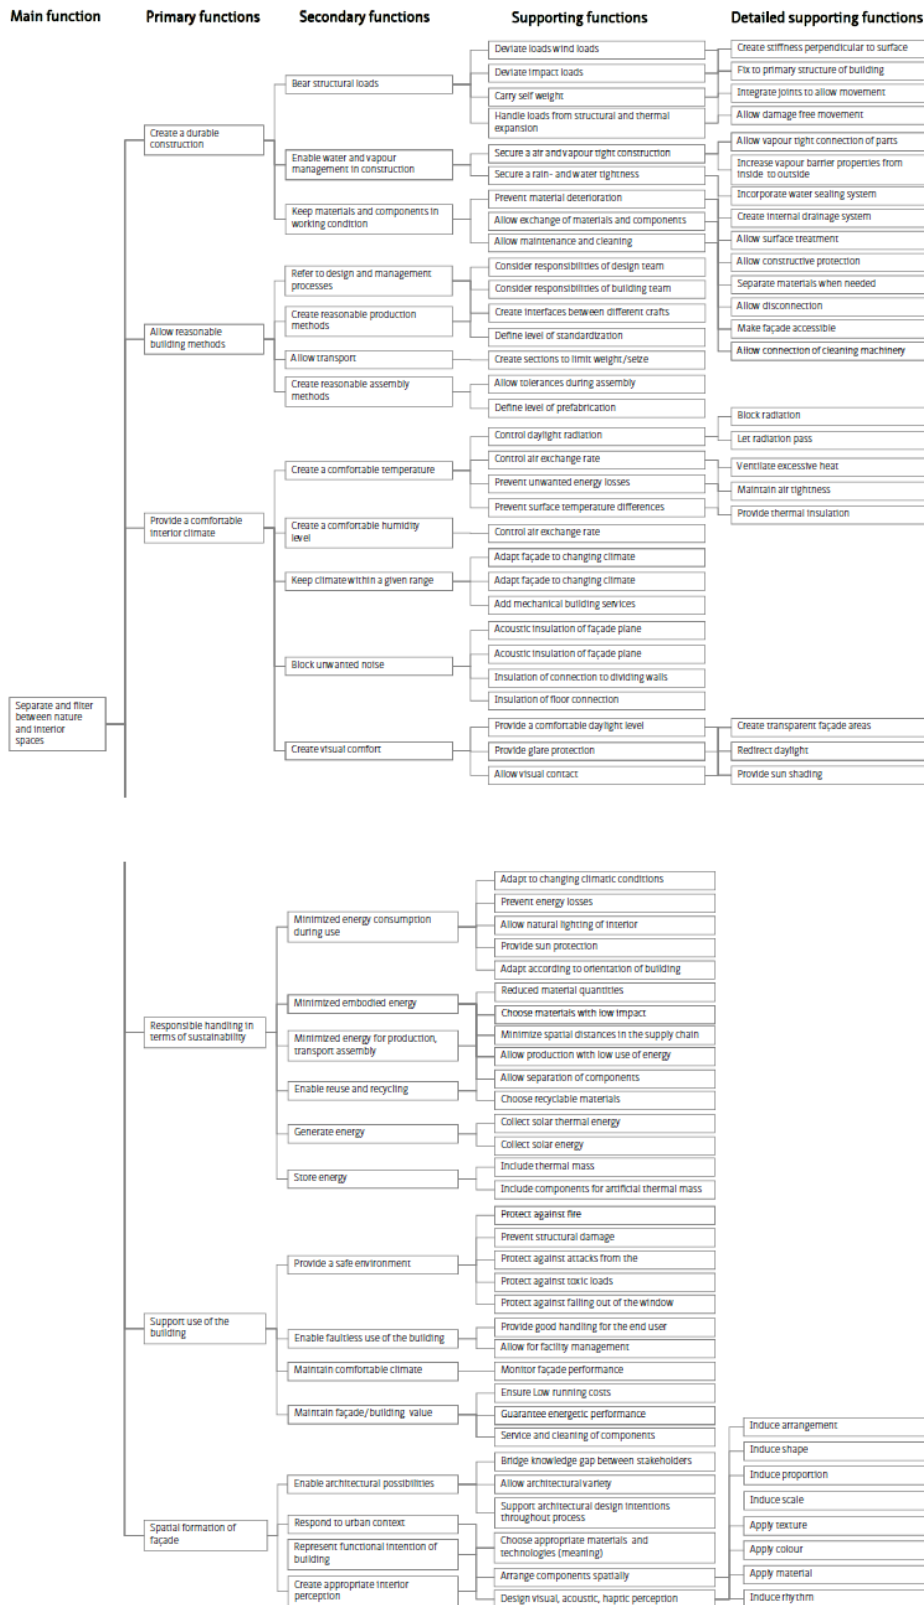 Main function
Primary functions
Secondary functions
Supporting functions
Detailed supporting functions
Separate and filter
between nature
and interior
spaces
Create a durable
construction
Bear structural loads
Deviate loads wind loads
Deviate impact loads
Carry self weight
Handle loads from structural and thermal
expansion
Create stiffness perpendicular to surface
Fix to primary structure of building
Integrate joints to allow movement
Allow damage free movement
Enable water and vapour
management in construction
Secure a air and vapour tight construction
Secure a rain- and water tightness
Allow vapour tight connection of parts
Increase vapour barrier properties from
inside to outside
Incorporate water sealing system
Create internal drainage system
Keep materials and components in
working condition
Prevent material deterioration
Allow exchange of materials and components
Allow maintenance and cleaning
Allow surface treatment
Allow constructive protection
Separate materials when needed
Allow disconnection
Make façade accessible
Allow connection of cleaning machinery
Allow reasonable
building methods
Refer to design and management
processes
Consider responsibilities of design team
Consider responsibilities of building team
Create reasonable production
methods
Create interfaces between different crafts
Define level of standardization
Allow transport
Create sections to limit weight/seize
Create reasonable assembly
methods
Allow tolerances during assembly
Define level of prefabrication
Provide a comfortable
interior climate
Create a comfortable temperature
Control daylight radiation
Control air exchange rate
Prevent unwanted energy losses
Prevent surface temperature differences
Block radiation
Let radiation pass
Ventilate excessive heat
Maintain air tightness
Provide thermal insulation
Create a comfortable humidity
level
Control air exchange rate
Keep climate within a given range
Adapt façade to changing climate
Adapt façade to changing climate
Add mechanical building services
Block unwanted noise
Acoustic insulation of façade plane
Acoustic insulation of façade plane
Insulation of connection to dividing walls
Insulation of floor connection
Create visual comfort
Provide a comfortable daylight level
Provide glare protection
Allow visual contact
Create transparent façade areas
Redirect daylight
Provide sun shading
Responsible handling in
terms of sustainability
Minimized energy consumption
during use
Adapt to changing climatic conditions
Prevent energy losses
Allow natural lighting of interior
Provide sun protection
Adapt according to orientation of building
Minimized embodied energy
Minimized energy for production,
transport assembly
Enable reuse and recycling
Reduced material quantities
Choose materials with low impact
Minimize spatial distances in the supply chain
Allow production with low use of energy
Allow separation of components
Choose recyclable materials
Generate energy
Collect solar thermal energy
Collect solar energy
Store energy
Include thermal mass
Include components for artificial thermal mass
Support use of the
building
Provide a safe environment
Protect against fire
Prevent structural damage
Protect against attacks from the
Protect against toxic loads
Protect against falling out of the window
Enable faultless use of the building
Provide good handling for the end user
Allow for facility management
Maintain comfortable climate
Monitor façade performance
Maintain façade/building value
Ensure Low running costs
Guarantee energetic performance
Service and cleaning of components
Spatial formation of
façade
Enable architectural possibilities
Bridge knowledge gap between stakeholders
Allow architectural variety
Support architectural design intentions
throughout process
Respond to urban context
Represent functional intention of
building
Create appropriate interior
perception
Choose appropriate materials and
technologies (meaning)
Arrange components spatially
Design visual, acoustic, haptic perception
Induce arrangement
Induce shape
Induce proportion
Induce scale
Apply texture
Apply colour
Apply material
Induce rhythm